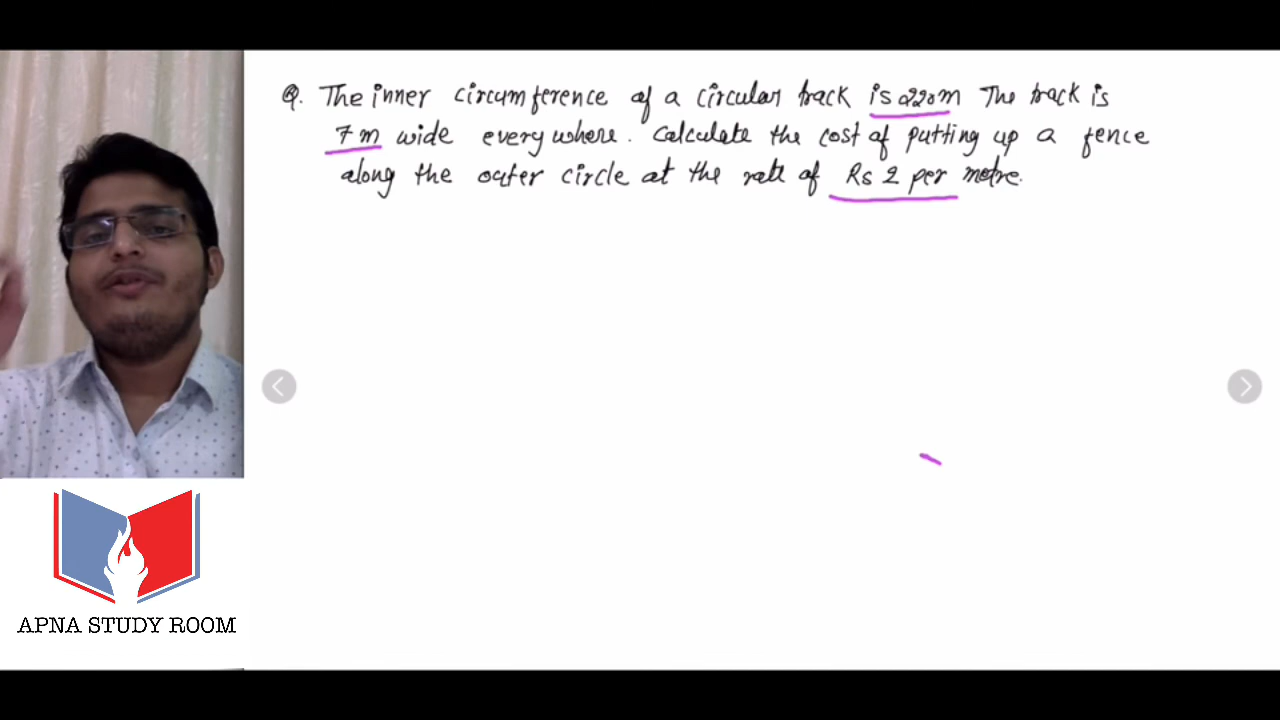 Q. The inner circumference of a circular track is 220m The track is
7 m wide everywhere. Calculate the cost of putting up a fence
along the outer circle at the rate of Rs 2 per metre.
APNA STUDY ROOM